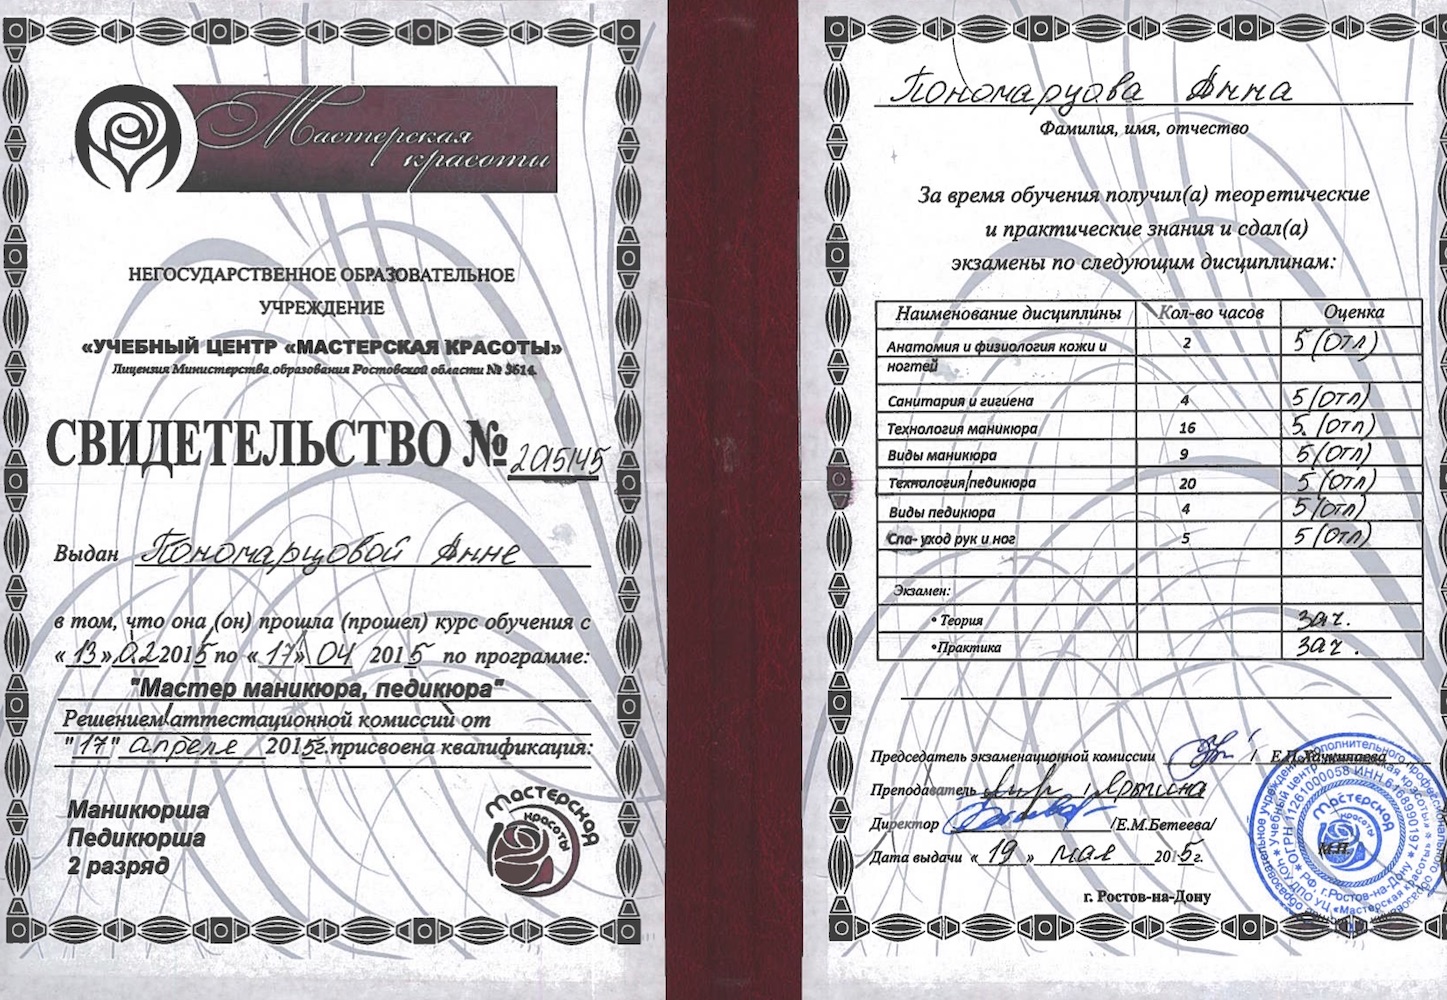 Мастерская
красоты
НЕГОСУДАРСТВЕННОЕ ОБРАЗОВАТЕЛЬНОЕ
УЧРЕЖДЕНИЕ
«УЧЕБНЫЙ ЦЕНТР «МАСТЕРСКАЯ КРАСОТЫ»
Лицензия Министерства образования Ростовской области № 3614.
СВИДЕТЕЛЬСТВО № 2015145
Выдан Пономарцовой Анне
в том, что она (он) прошла (прошел) курс обучения с
«13» 02 2015 по «17» 04 2015 по программе:
"Мастер маникюра, педикюра"
Решением аттестационной комиссии от
"17" апреля 2015г. присвоена квалификация:
Маникюрша
Педикюрша
2 разряд
Мастерская
красоты
Пономарцова Анна
Фамилия, имя, отчество
За время обучения получил(а) теоретические
и практические знания и сдал(а)
экзамены по следующим дисциплинам:
Наименование дисциплины Кол-во часов Оценка
Анатомия и физиология кожи и 2 5 (отл)
ногтей
Санитария и гигиена 4 5 (отл)
Технология маникюра 16 5. (отл)
Виды маникюра 9 5 (отл)
Технология педикюра 20 5 (отл)
Виды педикюра 4 5 (отл)
Спа- уход рук и ног 5 5 (отл)
Экзамен:
• Теория зач.
•Практика зач.
Председатель экзаменационной комиссии / Е.П.
Преподаватель /
Директор /Е.М.Бетеева/
Дата выдачи «19» мая 2015г.
М.П.
г. Ростов-на-Дону
Мастерская
красоты